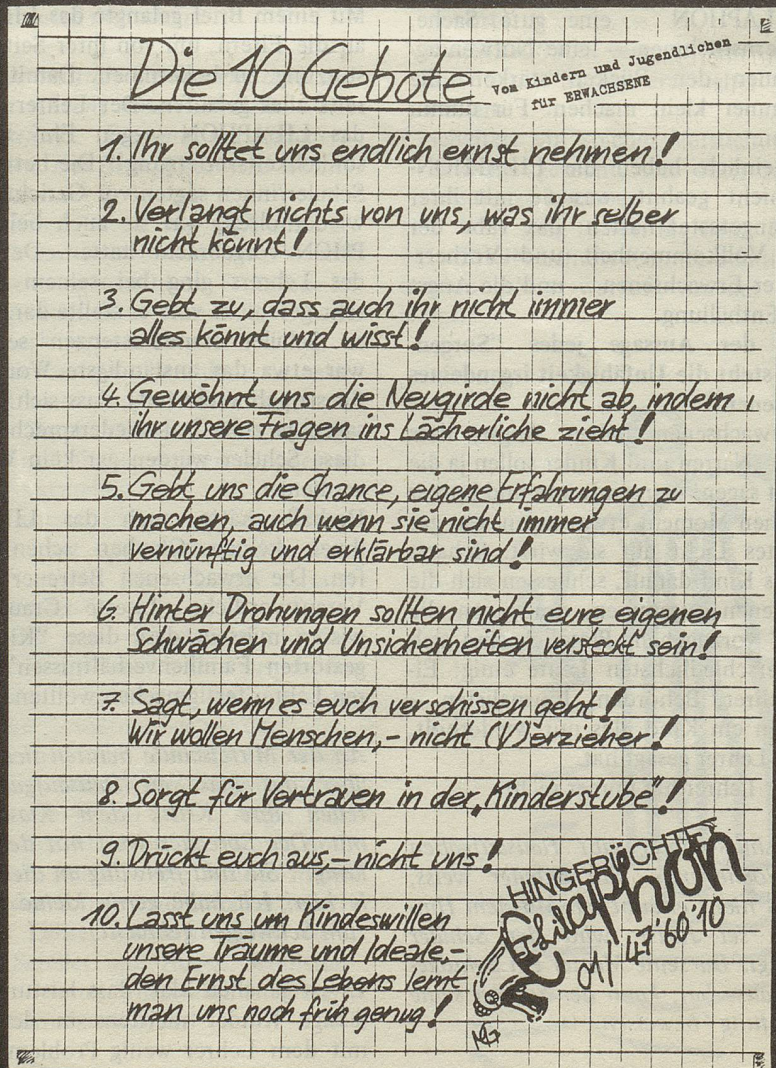 Die 10 Gebote
Vom Kindern und Jugendlichen
für ERWACHSENE
1. Ihr solltet uns endlich ernst nehmen!
2. Verlangt nichts von uns, was ihr selber
nicht könnt!
3. Gebt zu, dass auch ihr nicht immer
alles könnt und wisst!
4. Gewöhnt uns die Neugirde nicht ab, indem
ihr unsere Fragen ins Lächerliche zieht!
5. Gebt uns die Chance, eigene Erfahrungen zu
machen, auch wenn sie nicht immer
vernünftig und erklärbar sind!
6. Hinter Drohungen sollten nicht eure eigenen
Schwächen und Unsicherheiten versteckt sein!
7. Sagt, wenn es euch verschissen geht!
Wir wollen Menschen,- nicht (V)erzieher!
8. Sorgt für Vertrauen in der „Kinderstube"!
9. Drückt euch aus,- nicht uns!
10. Lasst uns um Kindeswillen
unsere Träume und Ideale,-
den Ernst des Lebens lernt
man uns noch früh genug!
01/'47'60'10